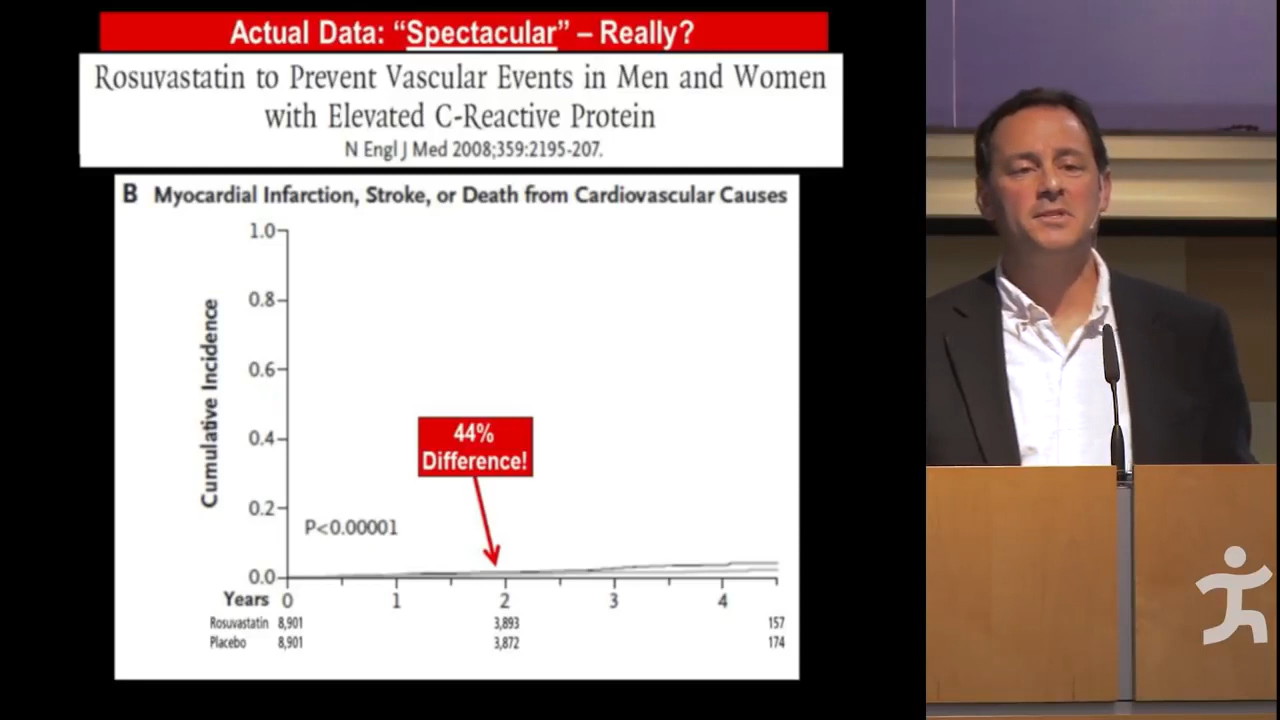 Actual Data: “Spectacular” – Really?
Rosuvastatin to Prevent Vascular Events in Men and Women
with Elevated C-Reactive Protein
N Engl J Med 2008;359:2195-207.
B Myocardial Infarction, Stroke, or Death from Cardiovascular Causes
Cumulative Incidence
1.0
0.8
0.6
0.4
0.2
0.0
44%
Difference!
P<0.00001
Years 0 1 2 3 4
Rosuvastatin 8,901 3,893 157
Placebo 8,901 3,872 174